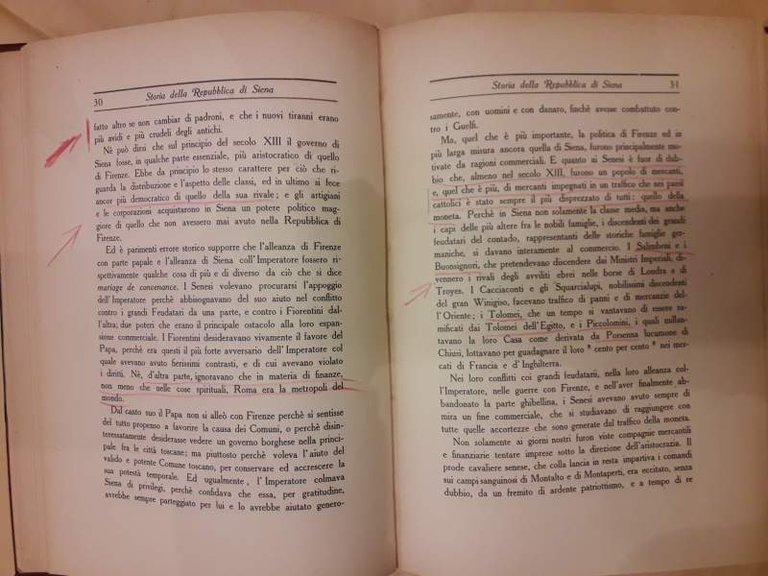 30
Storia della Repubblica di Siena
fatto altro se non cambiar di padroni, e che i nuovi tiranni erano
più avidi e più crudeli degli antichi.
Nè può dirsi che sul principio del secolo XIII il governo di
Siena fosse, in qualche parte essenziale, più aristocratico di quello
di Firenze. Ebbe da principio lo stesso carattere per ciò che ri-
guarda la distribuzione e l'aspetto delle classi, ed in ultimo si fece
ancor più democratico di quello della sua rivale; e gli artigiani
e le corporazioni acquistarono in Siena un potere politico mag-
giore di quello che non avessero mai avuto nella Repubblica di
Firenze.
Ed è parimenti errore storico supporre che l'alleanza di Firenze
con parte papale e l'alleanza di Siena coll'Imperatore fossero ri-
spettivamente qualche cosa di più e di diverso da ciò che si dice
mariage de convenance. I Senesi volevano procurarsi l'appoggio
dell'Imperatore perchè abbisognavano del suo aiuto nel conflitto
contro i grandi Feudatari da una parte, e contro i Fiorentini dal-
l'altra; due poteri che erano il principale ostacolo alla loro espan-
sione commerciale. I Fiorentini desideravano vivamente il favore del
Papa, perchè era questi il più forte avversario dell'Imperatore col
quale avevano avuto fierissimi contrasti, e di cui avevano violato
i diritti. Nè, d'altra parte, ignoravano che in materia di finanze,
non meno che nelle cose spirituali, Roma era la metropoli del
mondo.
Dal canto suo il Papa non si alleò con Firenze perchè si sentisse
del tutto propenso a favorire la causa dei Comuni, o perchè disin-
teressatamente desiderasse vedere un governo borghese nella princi-
pale fra le città toscane; ma piuttosto perchè voleva l'aiuto del
valido e potente Comune toscano, per conservare ed accrescere la
sua potestà temporale. Ed ugualmente, l'Imperatore colmava
Siena di privilegi, perchè confidava che essa, per gratitudine,
avrebbe sempre parteggiato per lui e lo avrebbe aiutato genero-
Storia della Repubblica di Siena
31
samente, con uomini e con danaro, finchè avesse combattuto con-
tro i Guelfi.
Ma, quel che è più importante, la politica di Firenze ed in
più larga misura ancora quella di Siena, furono principalmente mo-
tivate da ragioni commerciali. E quanto ai Senesi è fuor di dub-
bio che, almeno nel secolo XIII, furono un popolo di mercanti,
e, quel che è più, di mercanti impegnati in un traffico che nei paesi
cattolici è stato sempre il più disprezzato di tutti: quello della
moneta. Perchè in Siena non solamente la classe media, ma anche
i capi delle più altere fra le nobili famiglie, i discendenti dei grandi
feudatari del contado, rappresentanti delle storiche famiglie ger-
maniche, si davano interamente al commercio. I Salimbeni e i
Buonsignori, che pretendevano discendere dai Ministri Imperiali, di-
vennero i rivali degli avviliti ebrei nelle borse di Londra e di
Troyes. I Cacciaconti e gli Squarcialupi, nobilissimi discendenti
del gran Winigiso, facevano traffico di panni e di mercanzie del-
l'Oriente; i Tolomei, che un tempo si vantavano di essere ra-
mificati dai Tolomei dell'Egitto, e i Piccolomini, i quali millan-
tavano la loro Casa come derivata da Porsenna lucumone di
Chiusi, lottavano per guadagnare il loro " cento per cento " nei mer-
cati di Francia e d'Inghilterra.
Nei loro conflitti coi grandi feudatari, nella loro alleanza col-
l'Imperatore, nelle guerre con Firenze, e nell'aver finalmente ab-
bandonato la parte ghibellina, i Senesi avevano avuto sempre di
mira un fine commerciale, che si studiavano di raggiungere con
tutte quelle accortezze che sono generate dal traffico della moneta.
Non solamente ai giorni nostri furon viste compagnie mercantili
e finanziarie tentare imprese sotto la direzione dell'aristocrazia. Il
prode cavaliere senese, che colla lancia in resta impartiva i comandi
sui campi sanguinosi di Montalto e di Montaperti, era eccitato, senza
dubbio, da un fremito di ardente patriottismo, e a tempo di re